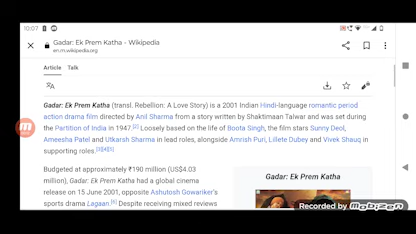 10:07
Gadar: Ek Prem Katha - Wikipedia
en.m.wikipedia.org
Article Talk
Gadar: Ek Prem Katha (transl. Rebellion: A Love Story) is a 2001 Indian Hindi-language romantic period
action drama film directed by Anil Sharma from a story written by Shaktimaan Talwar and was set during
the Partition of India in 1947.[2] Loosely based on the life of Boota Singh, the film stars Sunny Deol,
Ameesha Patel and Utkarsh Sharma in lead roles, alongside Amrish Puri, Lillete Dubey and Vivek Shauq in
supporting roles.[3][4][5]
Budgeted at approximately ₹190 million (US$4.03
million), Gadar: Ek Prem Katha had a global cinema
release on 15 June 2001, opposite Ashutosh Gowariker's
sports drama Lagaan.[6] Despite receiving mixed reviews
Gadar: Ek Prem Katha
Recorded by Mobizen